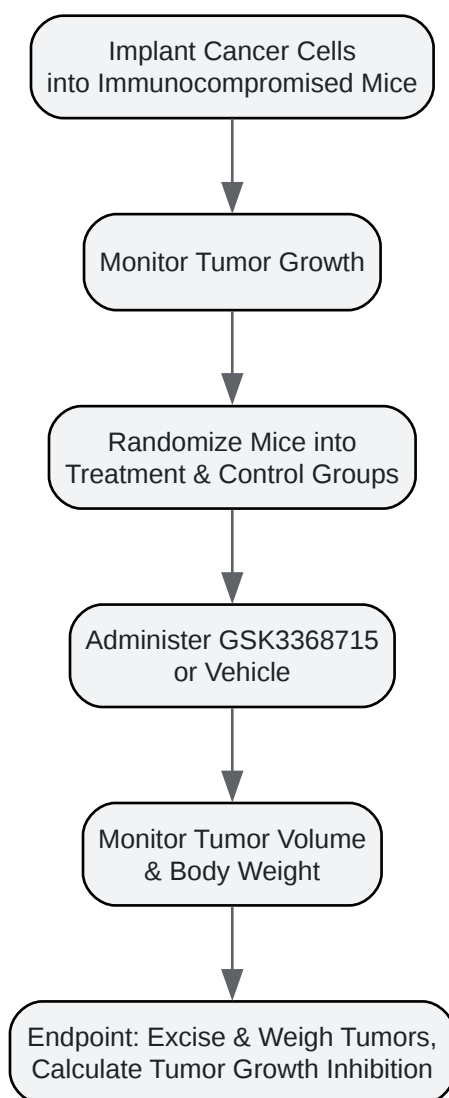 Implant Cancer Cells
into Immunocompromised Mice
Monitor Tumor Growth
Randomize Mice into
Treatment & Control Groups
Administer GSK3368715
or Vehicle
Monitor Tumor Volume
& Body Weight
Endpoint: Excise & Weigh Tumors,
Calculate Tumor Growth Inhibition